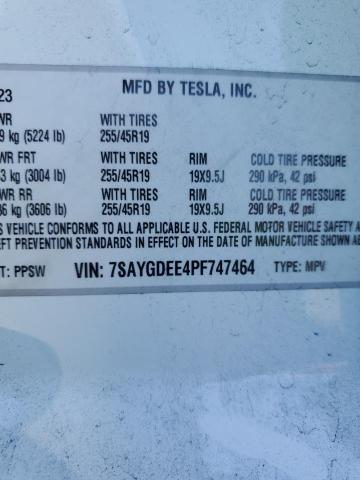 23 MFD BY TESLA, INC.
WR WITH TIRES
9 kg (5224 lb) 255/45R19
WR FRT WITH TIRES RIM COLD TIRE PRESSURE
3 kg (3004 lb) 255/45R19 19X9.5J 290 kPa, 42 psi
WR RR WITH TIRES RIM COLD TIRE PRESSURE
36 kg (3606 lb) 255/45R19 19X9.5J 290 kPa, 42 psi
VEHICLE CONFORMS TO ALL APPLICABLE U.S. FEDERAL MOTOR VEHICLE SAFETY A
EFT PREVENTION STANDARDS IN EFFECT ON THE DATE OF MANUFACTURE SHOWN AB
T: PPSW VIN: 7SAYGDEE4PF747464 TYPE: MPV